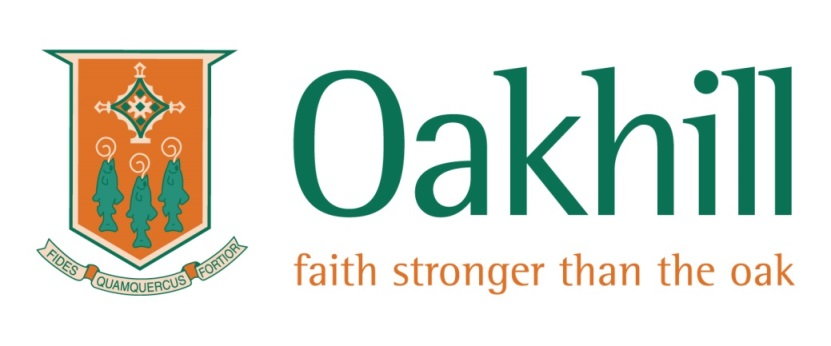 Oakhill
faith stronger than the oak
FIDES QUAMQUERCUS FORTIOR